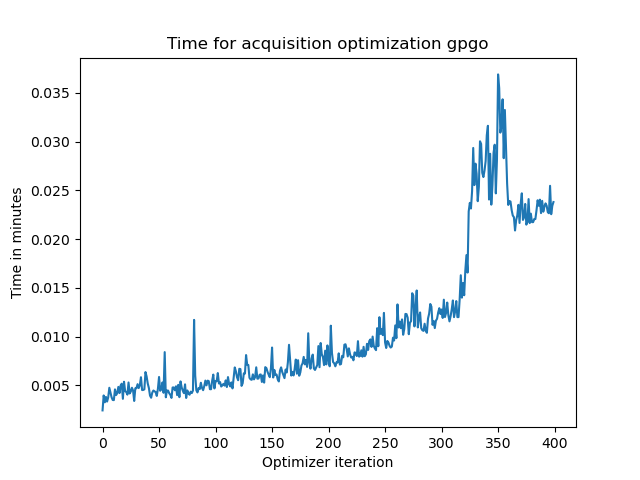 Time for acquisition optimization gpgo
0.035
0.030
0.025
0.020
0.015
0.010
0.005
Time in minutes
0 50 100 150 200 250 300 350 400
Optimizer iteration